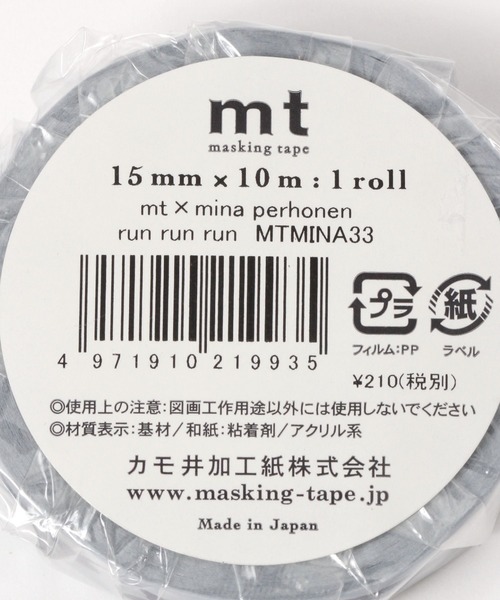 mt
masking tape
15mm × 10m : 1 roll
mt × mina perhonen
run run run MTMINA33
4 971910 219935
プラ 紙
フィルム:PP ラベル
¥210(税別)
◎使用上の注意:図画工作用途以外には使用しないでください
◎材質表示:基材/和紙:粘着剤/アクリル系
カモ井加工紙株式会社
www.masking-tape.jp
Made in Japan